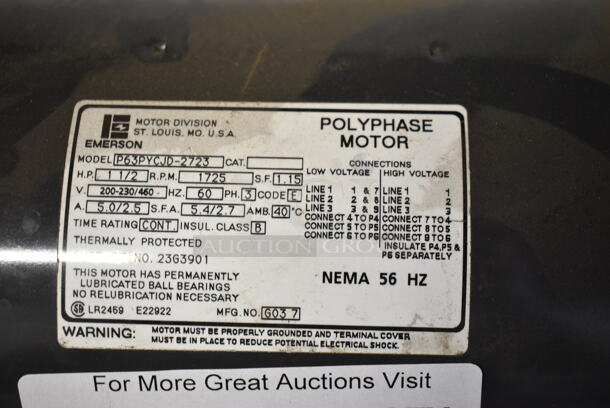 MOTOR DIVISION
ST. LOUIS, MO. U.S.A.
EMERSON
POLYPHASE
MOTOR
MODEL P63PYCJD-2723 CAT.
H.P. 1 1/2 R.P.M. 1725 S.F. 1.15
V. 200-230/460 HZ. 60 PH. 3 CODE E
A. 5.0/2.5 S.F.A. 5.4/2.7 AMB. 40 °C
TIME RATING CONT. INSUL. CLASS B
THERMALLY PROTECTED
NO. 23G3901
THIS MOTOR HAS PERMANENTLY
LUBRICATED BALL BEARINGS
NO RELUBRICATION NECESSARY
LR2459 E22922 MFG. NO. G03 7
CONNECTIONS
LOW VOLTAGE HIGH VOLTAGE
LINE 1 1 & 7 LINE 1 1
LINE 2 2 & 8 LINE 2 2
LINE 3 3 & 9 LINE 3 3
CONNECT 4 TO P4 CONNECT 7 TO 4
CONNECT 5 TO P5 CONNECT 8 TO 5
CONNECT 6 TO P6 CONNECT 9 TO 6
INSULATE P4,P5 &
P6 SEPARATELY
NEMA 56 HZ
WARNING: MOTOR MUST BE PROPERLY GROUNDED AND TERMINAL COVER
MUST BE IN PLACE TO REDUCE POTENTIAL ELECTRICAL SHOCK.
AUCTION GROUP
For More Great Auctions Visit